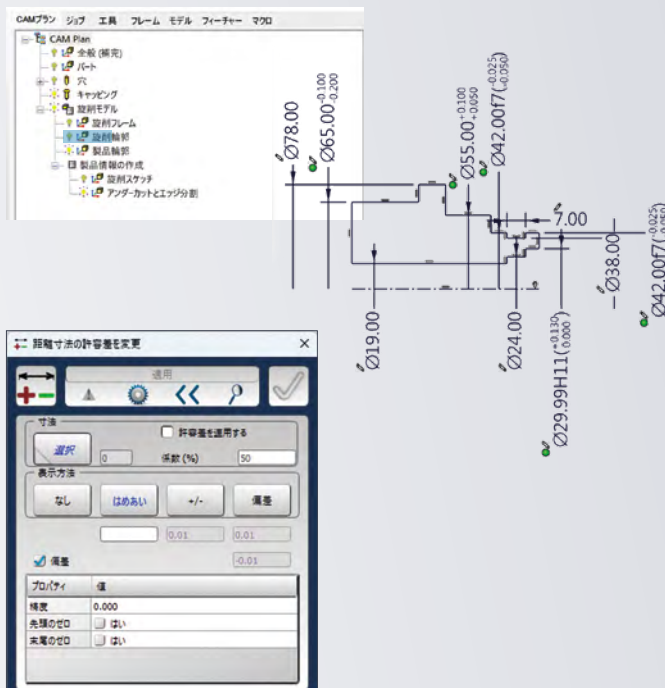 CAMプラン ジョブ 工具 フレーム モデル フィーチャー マクロ
CAM Plan
全般 (補完)
パート
穴
キャッピング
旋削モデル
旋削フレーム
旋削輪郭
製品輪郭
製品情報の作成
旋削スケッチ
アンダーカットとエッジ分割
Ø78.00
Ø65.00 -0.100 -0.200
Ø55.00 +0.100 +0.050
Ø42.00f7(-0.025 -0.050)
7.00
Ø19.00
Ø24.00
Ø29.99H11(+0.130 0.000)
Ø38.00
Ø42.00f7(-0.025 -0.050)
距離寸法の許容差を変更
適用
寸法
許容差を適用する
選択 0 係数 (%) 50
表示方法
なし はめあい +/- 偏差
0.01 0.01
偏差 -0.01
プロパティ 値
精度 0.000
先頭のゼロ はい
末尾のゼロ はい